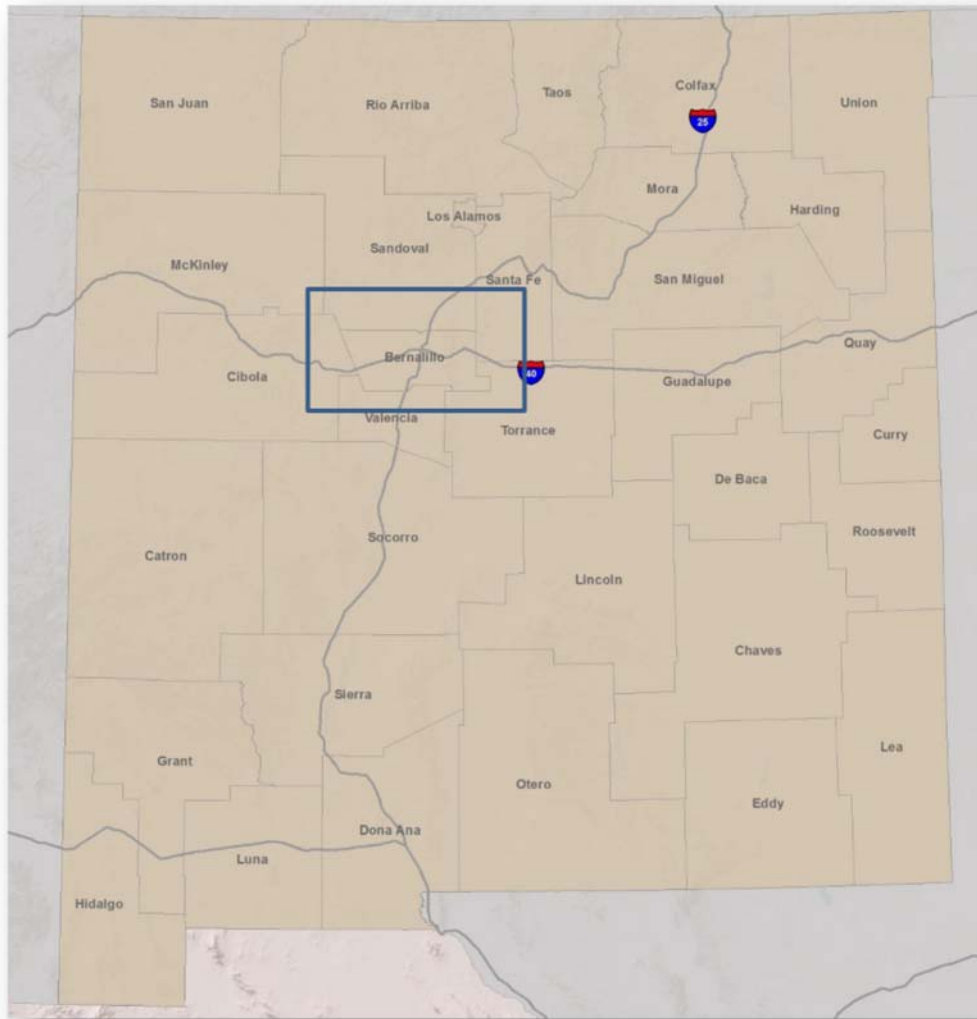 Colfax
Taos
San Juan
Rio Arriba
Union
25
Mora
Harding
Los Alamos
Sandoval
McKinley
Santa Fe
San Miguel
Quay
Bernalillo
40
Cibola
Guadalupe
Valencia
Torrance
Curry
De Baca
Roosevelt
Socorro
Catron
Lincoln
Chaves
Sierra
Lea
Grant
Otero
Eddy
Dona Ana
Luna
Hidalgo